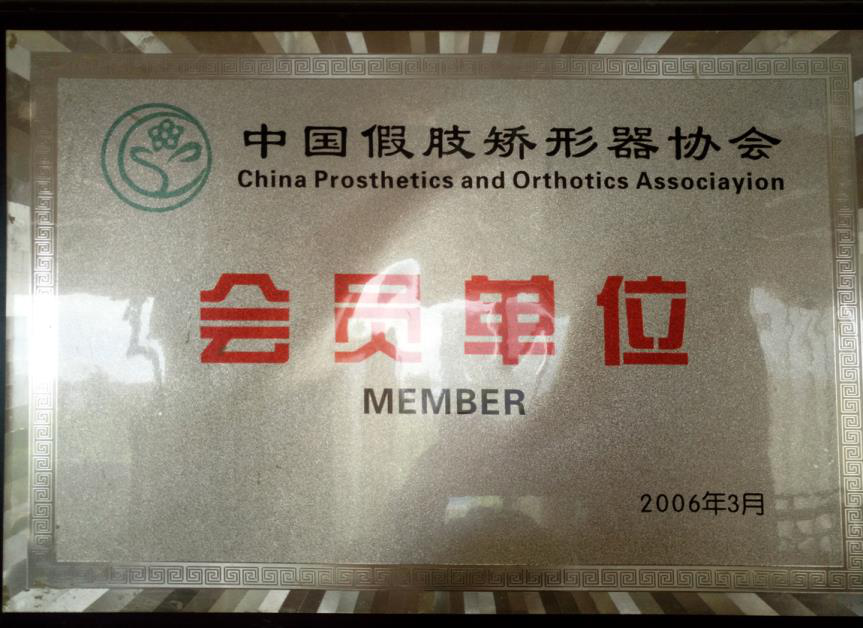 中国假肢矫形器协会
China Prosthetics and Orthotics Associayion
会员单位
MEMBER
2006年3月